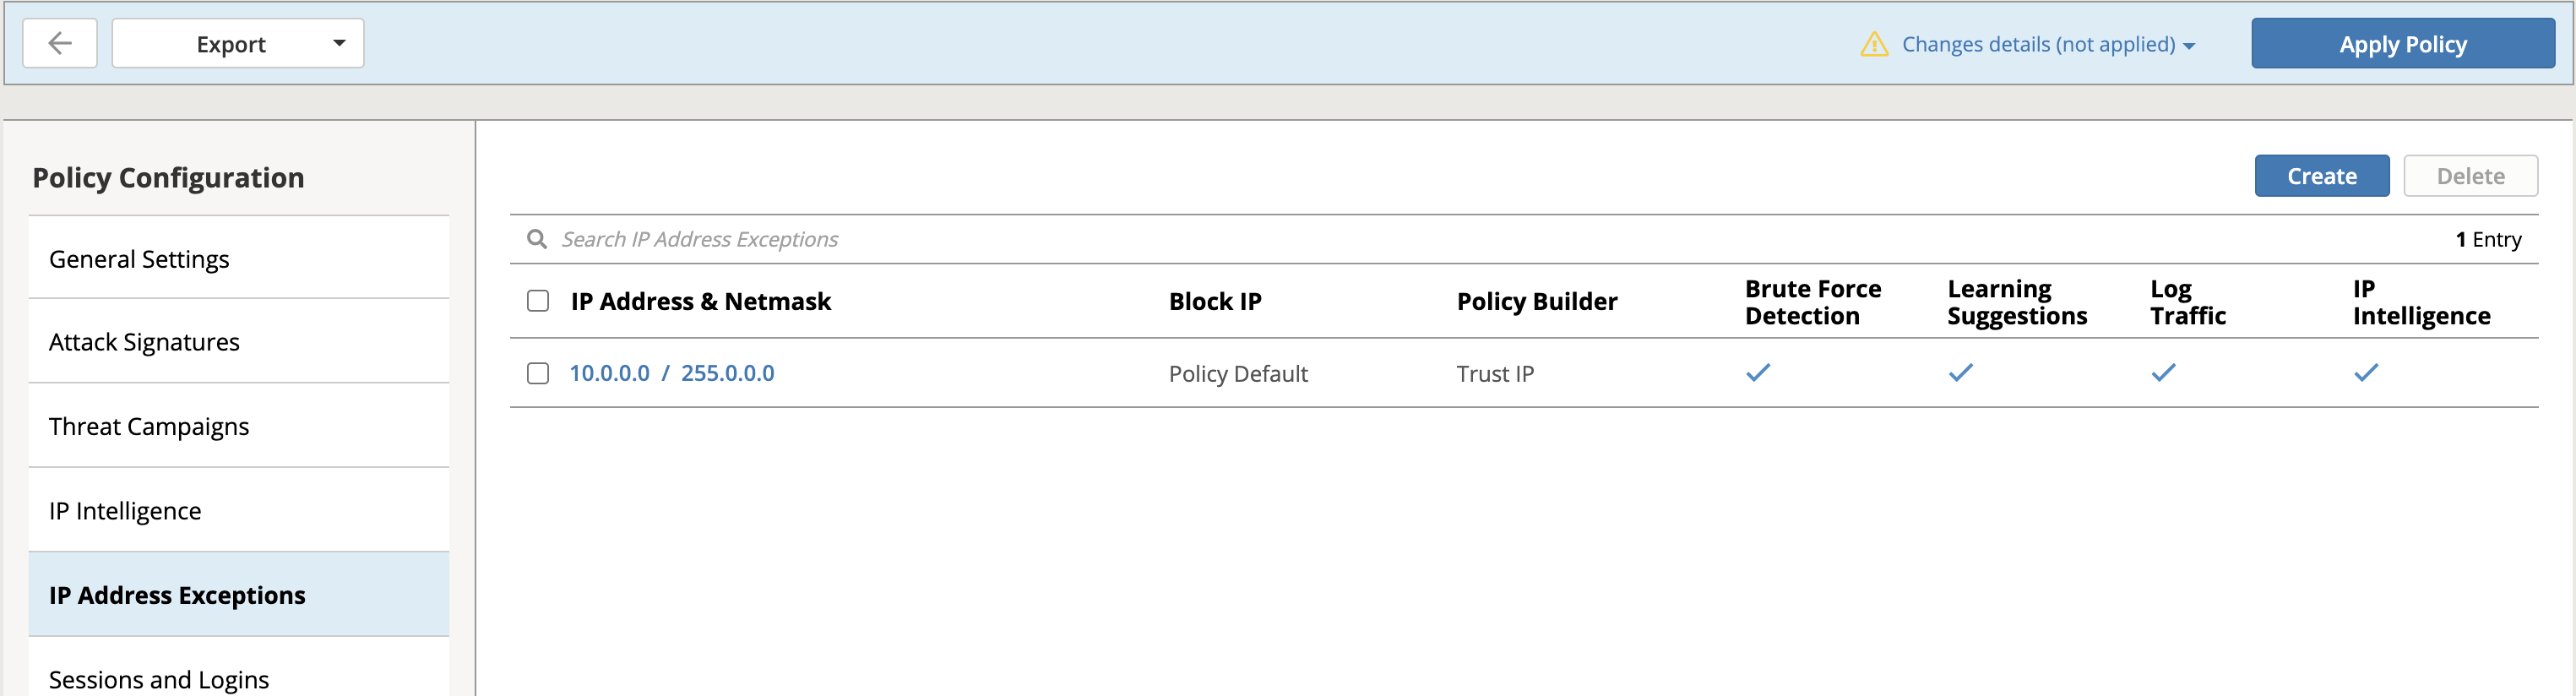 Export
Changes details (not applied)
Apply Policy
Policy Configuration
General Settings
Attack Signatures
Threat Campaigns
IP Intelligence
IP Address Exceptions
Sessions and Logins
Create
Delete
Search IP Address Exceptions
1 Entry
IP Address & Netmask
Block IP
Policy Builder
Brute Force
Detection
Learning
Suggestions
Log
Traffic
IP
Intelligence
10.0.0.0 / 255.0.0.0
Policy Default
Trust IP